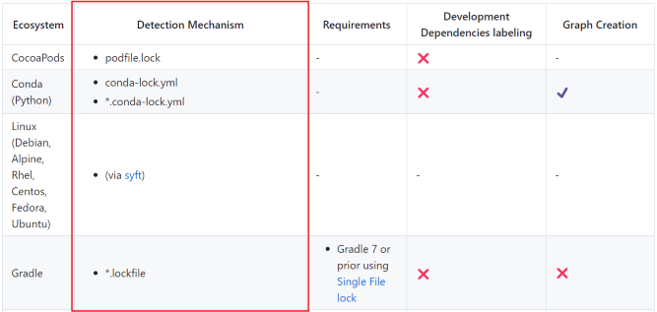 Ecosystem Detection Mechanism Requirements Development Dependencies labeling Graph Creation
CocoaPods • podfile.lock - ❌ -
Conda (Python) • conda-lock.yml
• *.conda-lock.yml - ❌ ✔
Linux
(Debian,
Alpine,
Rhel,
Centos,
Fedora,
Ubuntu) • (via syft) - - -
Gradle • *.lockfile • Gradle 7 or
prior using
Single File
lock ❌ ❌